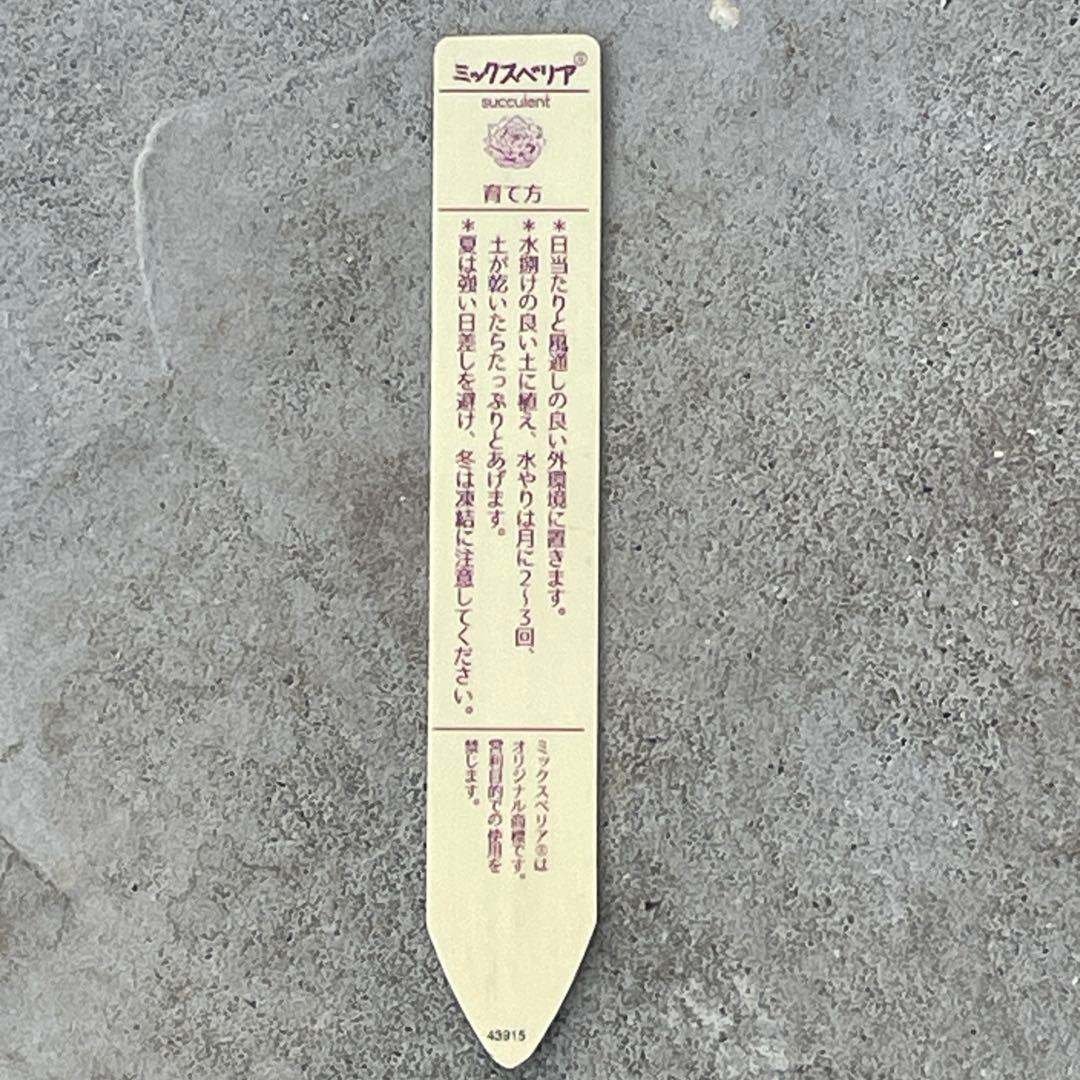 ミックスベリア®
succulent
育て方
*日当たりと風通しの良い外環境に置きます。
*水捌けの良い土に植え、水やりは月に2〜3回、
土が乾いたらたっぷりとあげます。
*夏は強い日差しを避け、冬は凍結に注意してください。
ミックスベリア®は
オリジナル商標です。
営利目的での使用を
禁じます。
43915